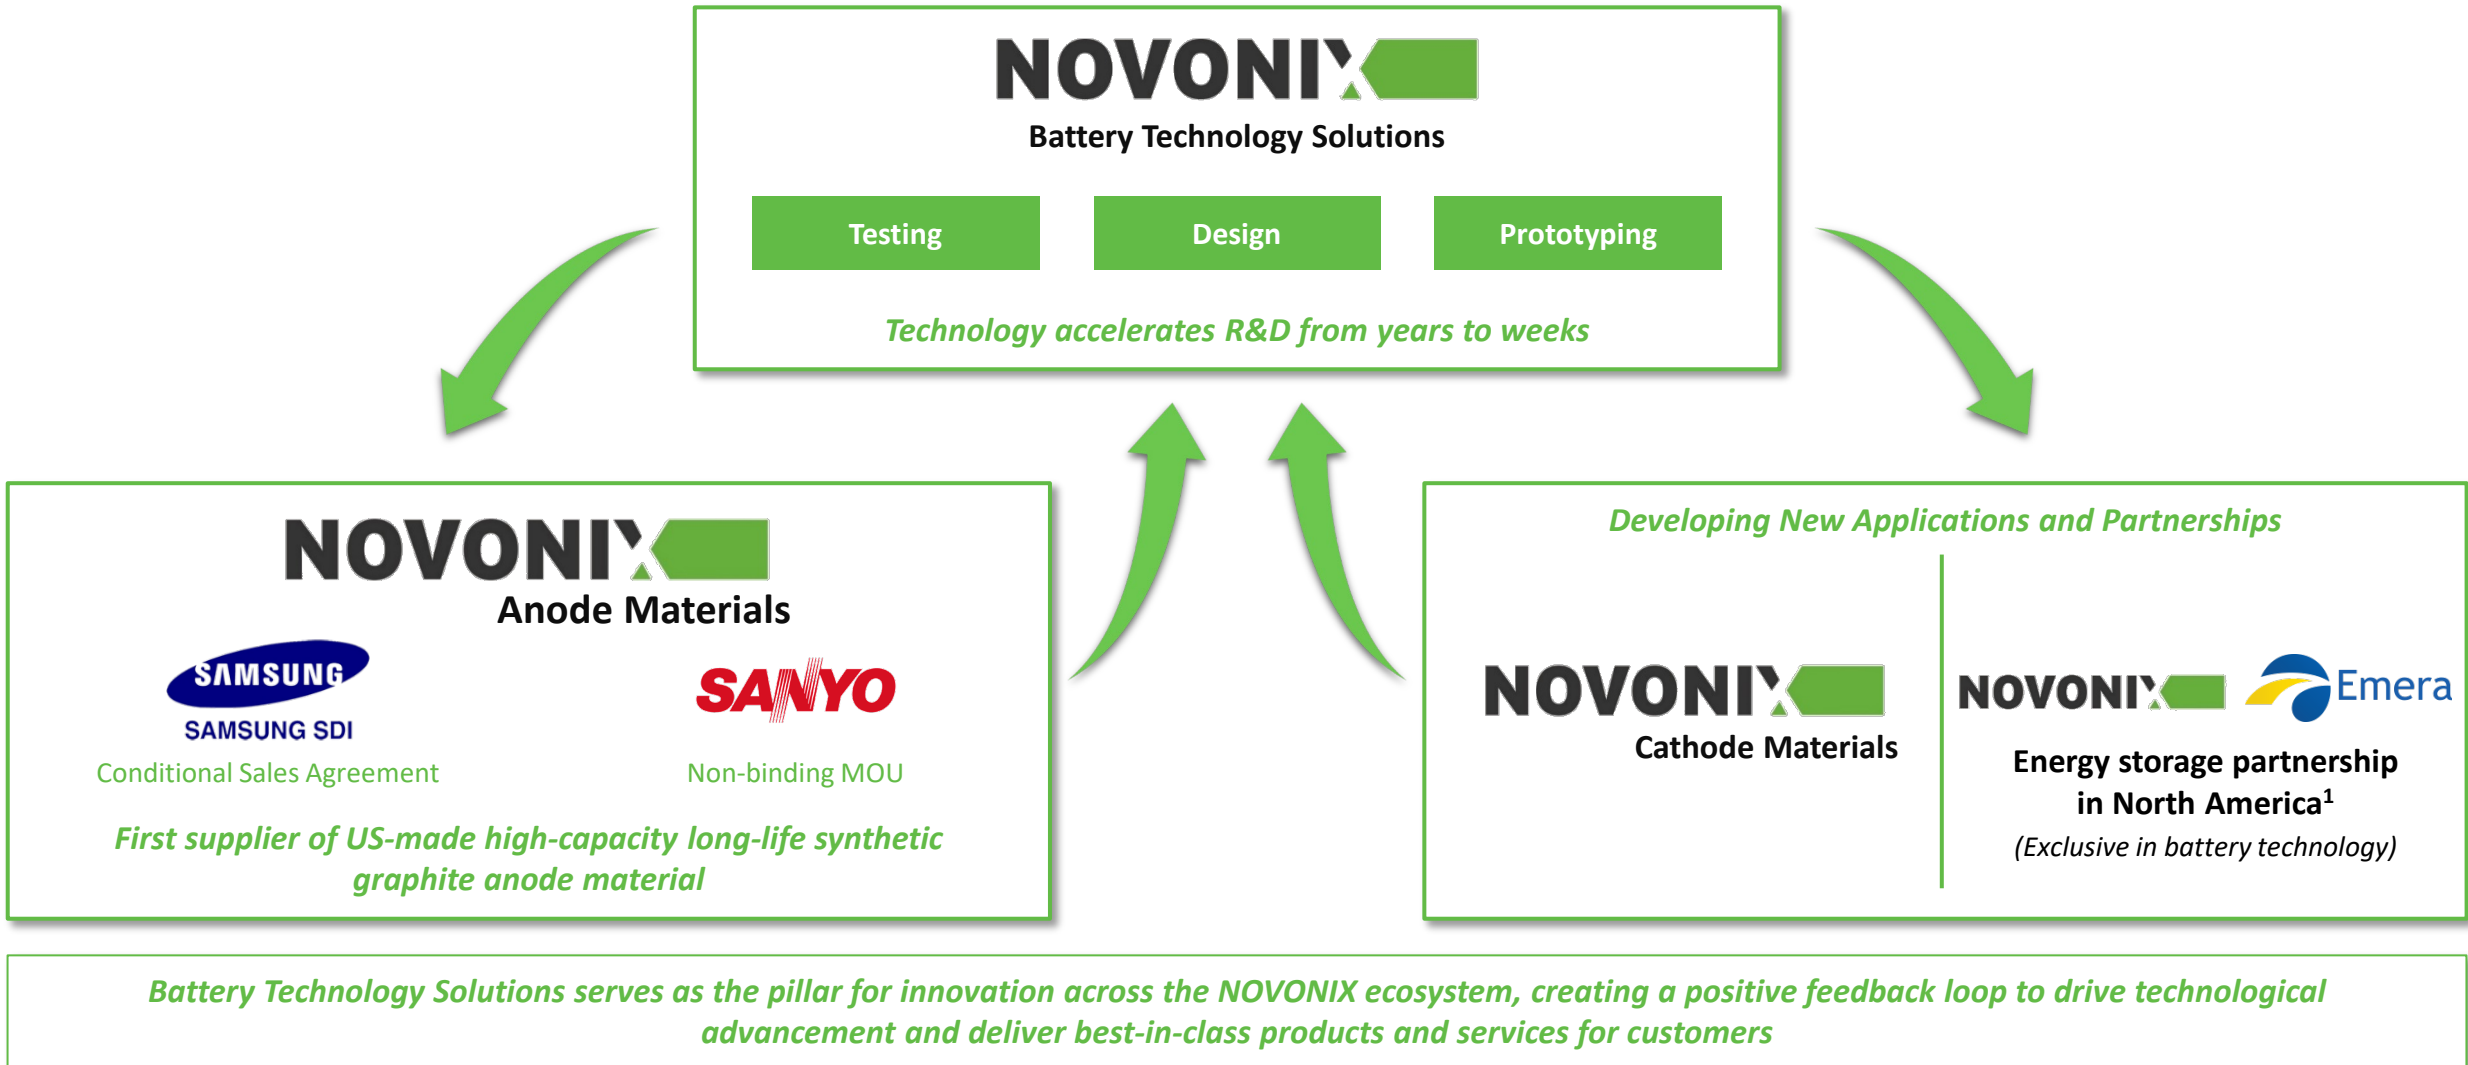 NOVONIX
Battery Technology Solutions
Testing
Design
Prototyping
Technology accelerates R&D from years to weeks
NOVONIX
Anode Materials
SAMSUNG
SAMSUNG SDI
Conditional Sales Agreement
SANYO
Non-binding MOU
First supplier of US-made high-capacity long-life synthetic
graphite anode material
Developing New Applications and Partnerships
NOVONIX
Cathode Materials
NOVONIX
Emera
Energy storage partnership
in North America¹
(Exclusive in battery technology)
Battery Technology Solutions serves as the pillar for innovation across the NOVONIX ecosystem, creating a positive feedback loop to drive technological
advancement and deliver best-in-class products and services for customers